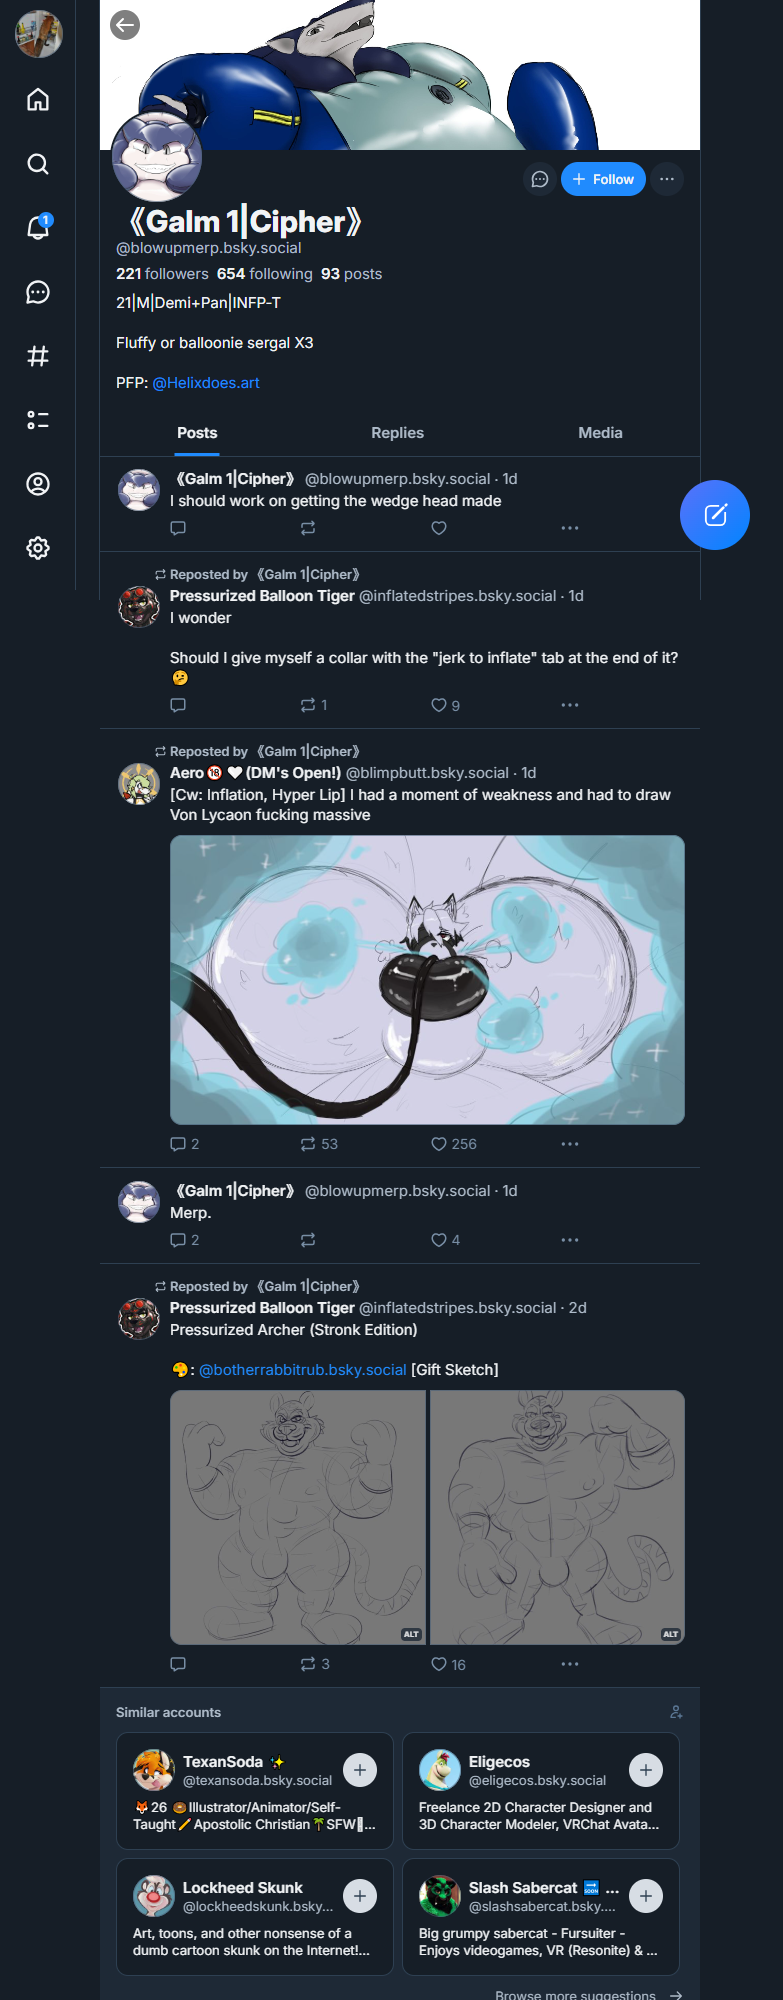 1
+ Follow
《Galm 1|Cipher》
@blowupmerp.bsky.social
221 followers 654 following 93 posts
21|M|Demi+Pan|INFP-T
Fluffy or balloonie sergal X3
PFP: @Helixdoes.art
Posts Replies Media
《Galm 1|Cipher》 @blowupmerp.bsky.social · 1d
I should work on getting the wedge head made
Reposted by 《Galm 1|Cipher》
Pressurized Balloon Tiger @inflatedstripes.bsky.social · 1d
I wonder
Should I give myself a collar with the "jerk to inflate" tab at the end of it?
🤔
1 9
Reposted by 《Galm 1|Cipher》
Aero 🔞 🤍 (DM's Open!) @blimpbutt.bsky.social · 1d
[Cw: Inflation, Hyper Lip] I had a moment of weakness and had to draw
Von Lycaon fucking massive
2 53 256
《Galm 1|Cipher》 @blowupmerp.bsky.social · 1d
Merp.
2 4
Reposted by 《Galm 1|Cipher》
Pressurized Balloon Tiger @inflatedstripes.bsky.social · 2d
Pressurized Archer (Stronk Edition)
🎨: @botherrabbitrub.bsky.social [Gift Sketch]
ALT ALT
3 16
Similar accounts
TexanSoda ✨
@texansoda.bsky.social
🦊26 🍩Illustrator/Animator/Self-
Taught🖍Apostolic Christian🌴SFW▯...
Eligecos
@eligecos.bsky.social
Freelance 2D Character Designer and
3D Character Modeler, VRChat Avata...
Lockheed Skunk
@lockheedskunk.bsky...
Art, toons, and other nonsense of a
dumb cartoon skunk on the Internet!...
Slash Sabercat 🔜 ...
@slashsabercat.bsky....
Big grumpy sabercat - Fursuiter -
Enjoys videogames, VR (Resonite) & ...
Browse more suggestions →